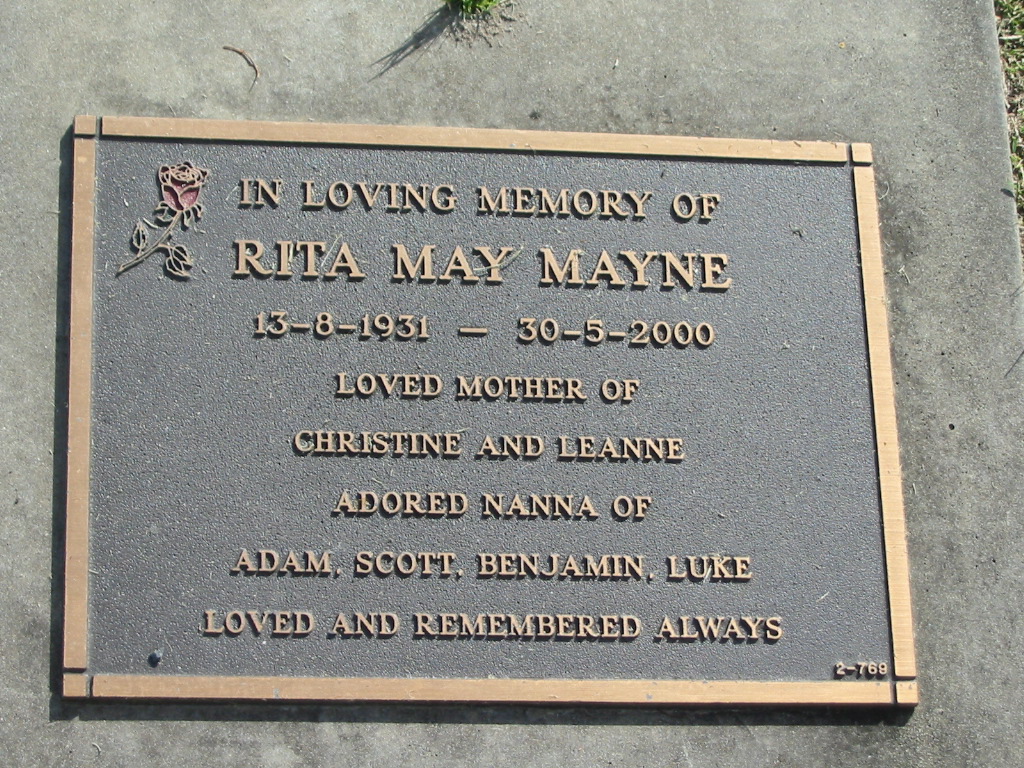 IN LOVING MEMORY OF
RITA MAY MAYNE
13-8-1931 — 30-5-2000
LOVED MOTHER OF
CHRISTINE AND LEANNE
ADORED NANNA OF
ADAM, SCOTT, BENJAMIN, LUKE
LOVED AND REMEMBERED ALWAYS
2-769